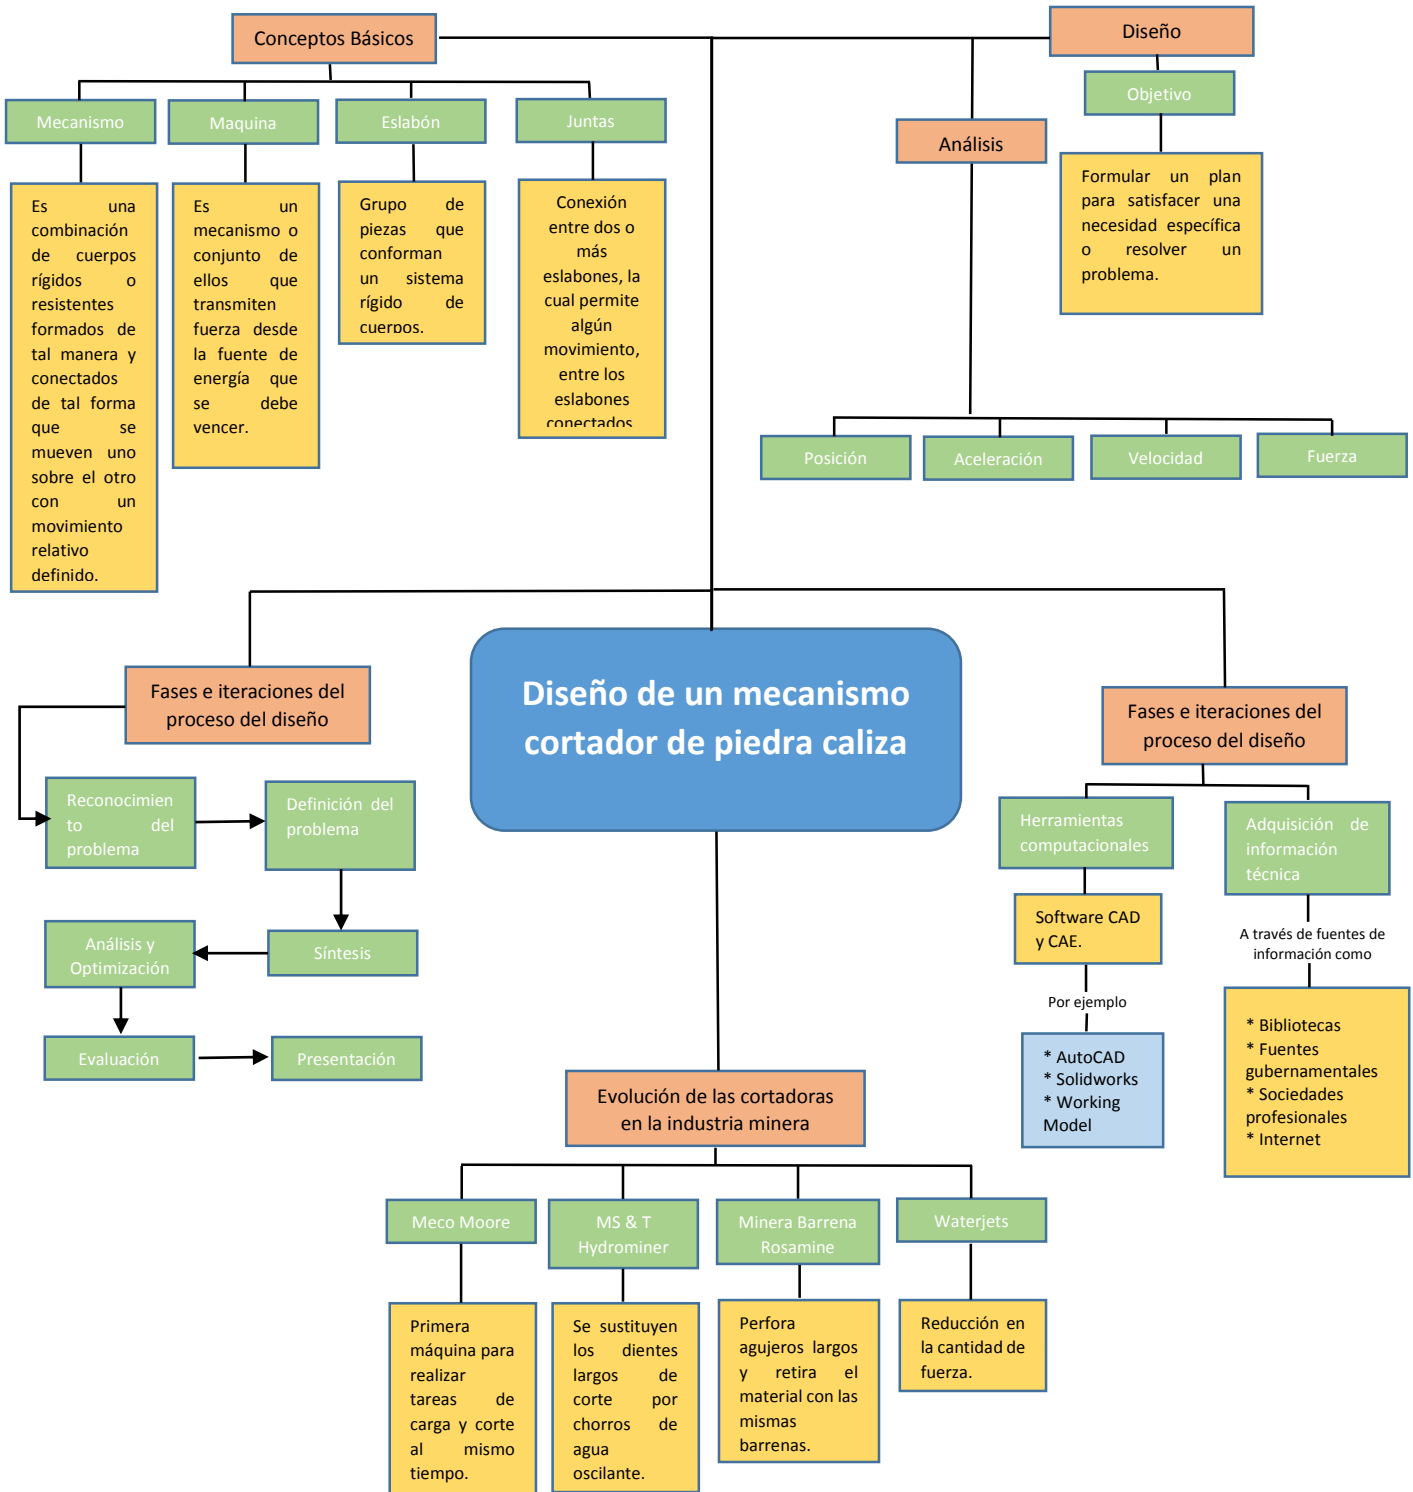 Conceptos Básicos
Diseño
Mecanismo
Maquina
Eslabón
Juntas
Es una
combinación
de cuerpos
rígidos o
resistentes
formados de
tal manera y
conectados
de tal forma
que se
mueven uno
sobre el otro
con un
movimiento
relativo
definido.
Es un
mecanismo o
conjunto de
ellos que
transmiten
fuerza desde
la fuente de
energía que
se debe
vencer.
Grupo de
piezas que
conforman
un sistema
rígido de
cuerpos.
Conexión
entre dos o
más
eslabones, la
cual permite
algún
movimiento,
entre los
eslabones
conectados
Objetivo
Formular un plan
para satisfacer una
necesidad específica
o resolver un
problema.
Análisis
Posición
Aceleración
Velocidad
Fuerza
Diseño de un mecanismo
cortador de piedra caliza
Fases e iteraciones del
proceso del diseño
Reconocimien
to del
problema
Definición del
problema
Síntesis
Análisis y
Optimización
Evaluación
Presentación
Fases e iteraciones del
proceso del diseño
Herramientas
computacionales
Software CAD
y CAE.
Por ejemplo
* AutoCAD
* Solidworks
* Working
Model
Adquisición de
información
técnica
A través de fuentes de
información como
* Bibliotecas
* Fuentes
gubernamentales
* Sociedades
profesionales
* Internet
Evolución de las cortadoras
en la industria minera
Meco Moore
MS & T
Hydrominer
Minera Barrena
Rosamine
Waterjets
Primera
máquina para
realizar
tareas de
carga y corte
al mismo
tiempo.
Se sustituyen
los dientes
largos de
corte por
chorros de
agua
oscilante.
Perfora
agujeros largos
y retira el
material con las
mismas
barrenas.
Reducción en
la cantidad de
fuerza.